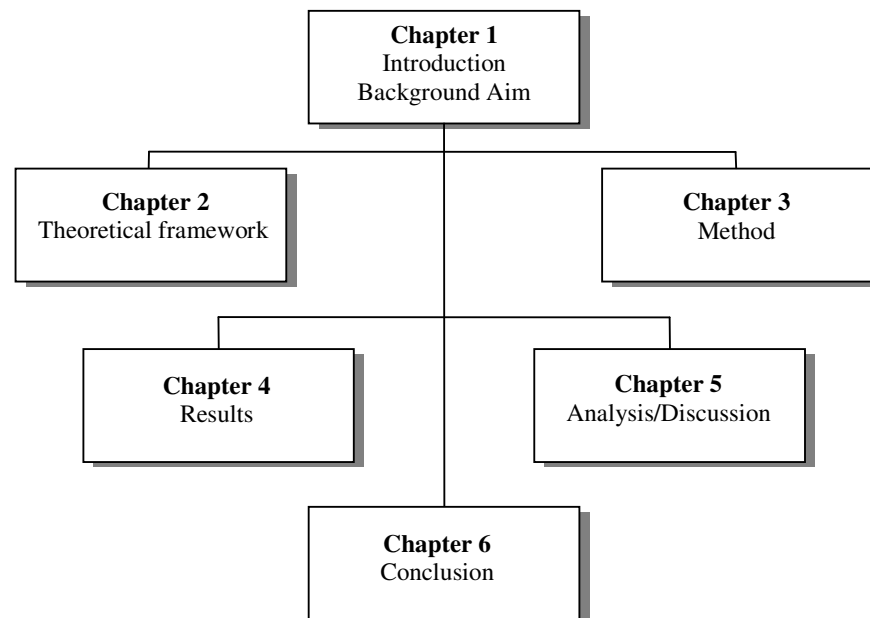 Chapter 1
Introduction
Background Aim
Chapter 2
Theoretical framework
Chapter 3
Method
Chapter 4
Results
Chapter 5
Analysis/Discussion
Chapter 6
Conclusion